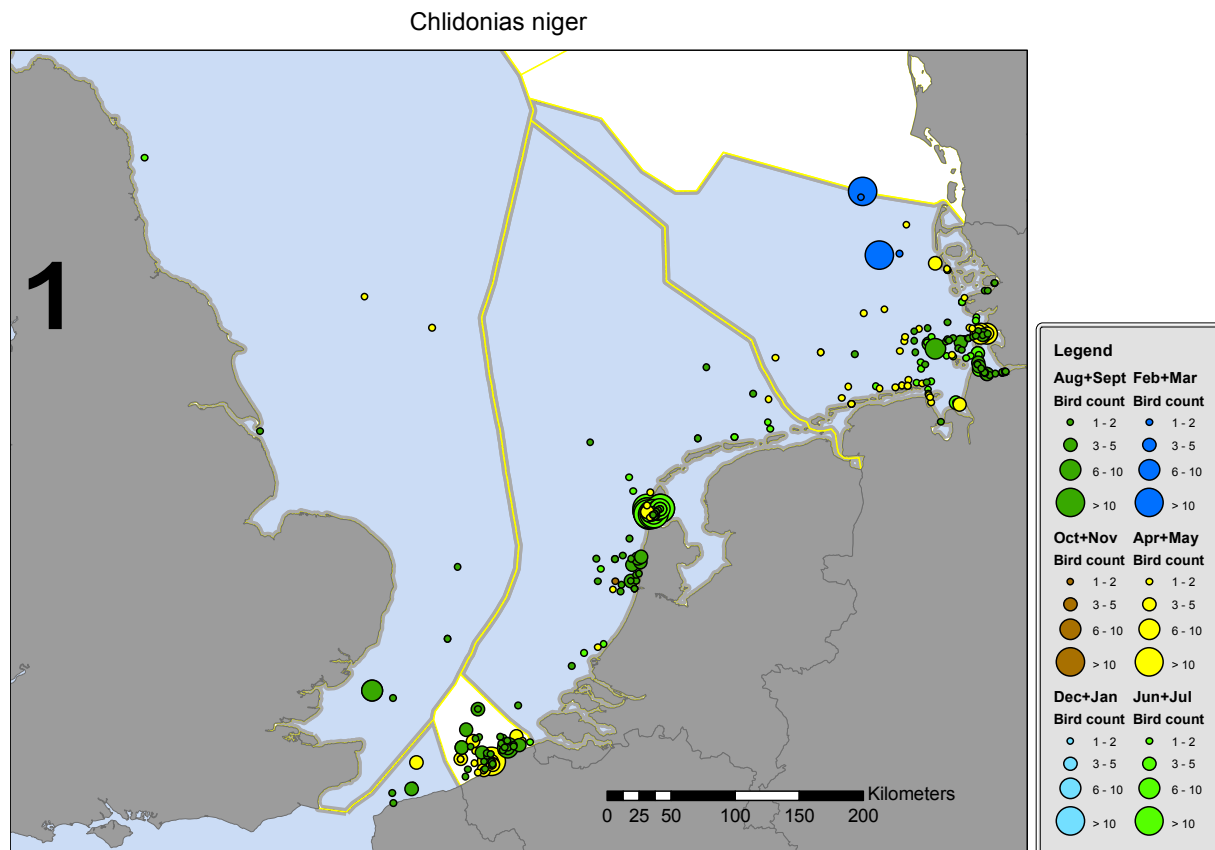 Chlidonias niger
1
Kilometers
0 25 50 100 150 200
Legend
Aug+Sept Feb+Mar
Bird count Bird count
1 - 2 1 - 2
3 - 5 3 - 5
6 - 10 6 - 10
> 10 > 10
Oct+Nov Apr+May
Bird count Bird count
1 - 2 1 - 2
3 - 5 3 - 5
6 - 10 6 - 10
> 10 > 10
Dec+Jan Jun+Jul
Bird count Bird count
1 - 2 1 - 2
3 - 5 3 - 5
6 - 10 6 - 10
> 10 > 10